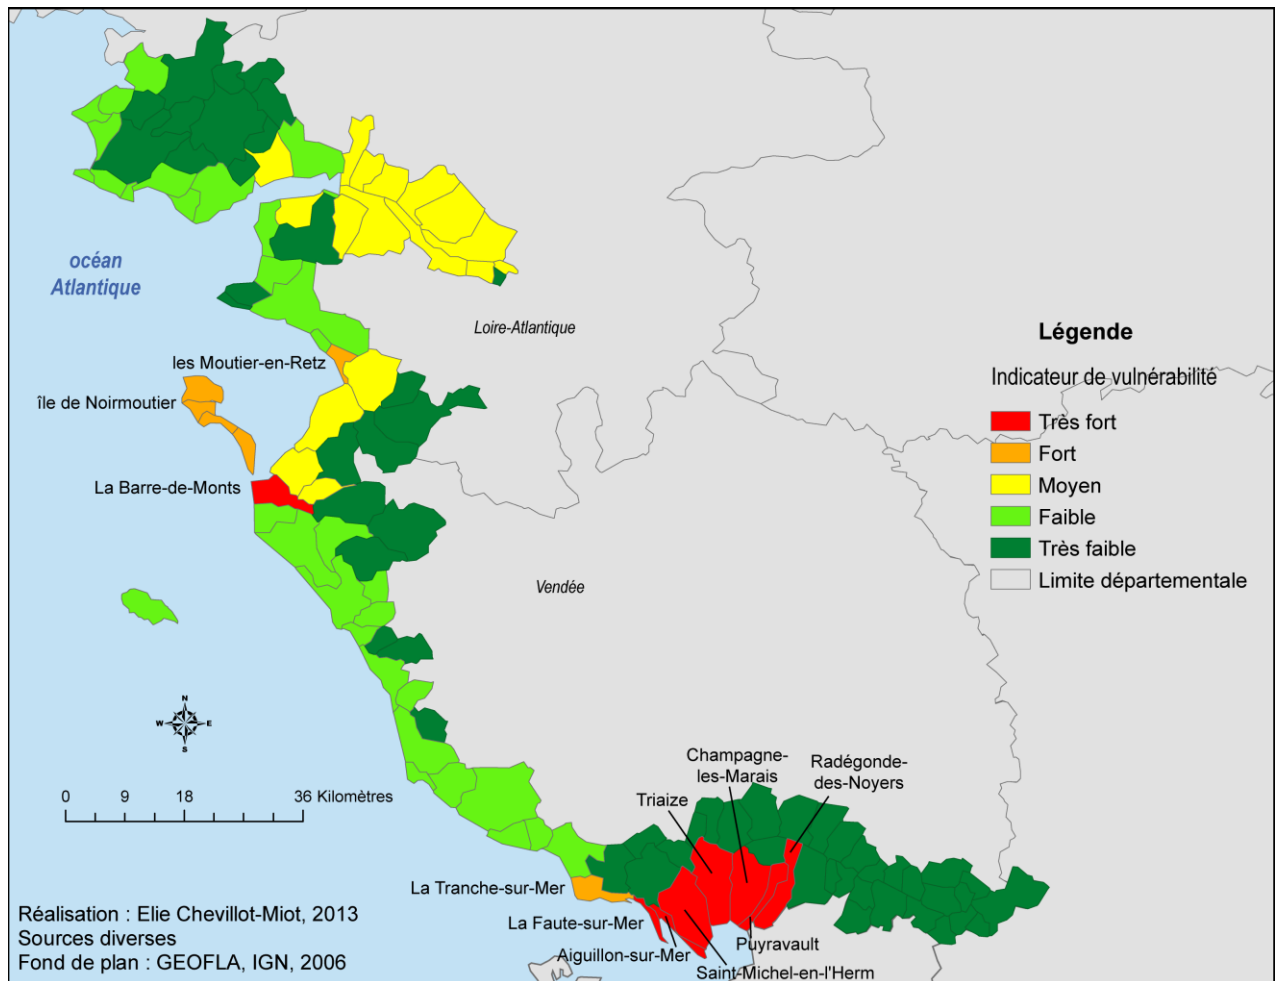 océan
Atlantique
Loire-Atlantique
les Moutier-en-Retz
île de Noirmoutier
La Barre-de-Monts
Vendée
Légende
Indicateur de vulnérabilité
Très fort
Fort
Moyen
Faible
Très faible
Limite départementale
N
W E
S
0 9 18 36 Kilomètres
Champagne-
les-Marais
Radégonde-
des-Noyers
Triaize
La Tranche-sur-Mer
La Faute-sur-Mer
Aiguillon-sur-Mer
Puyravault
Saint-Michel-en-l'Herm
Réalisation : Elie Chevillot-Miot, 2013
Sources diverses
Fond de plan : GEOFLA, IGN, 2006